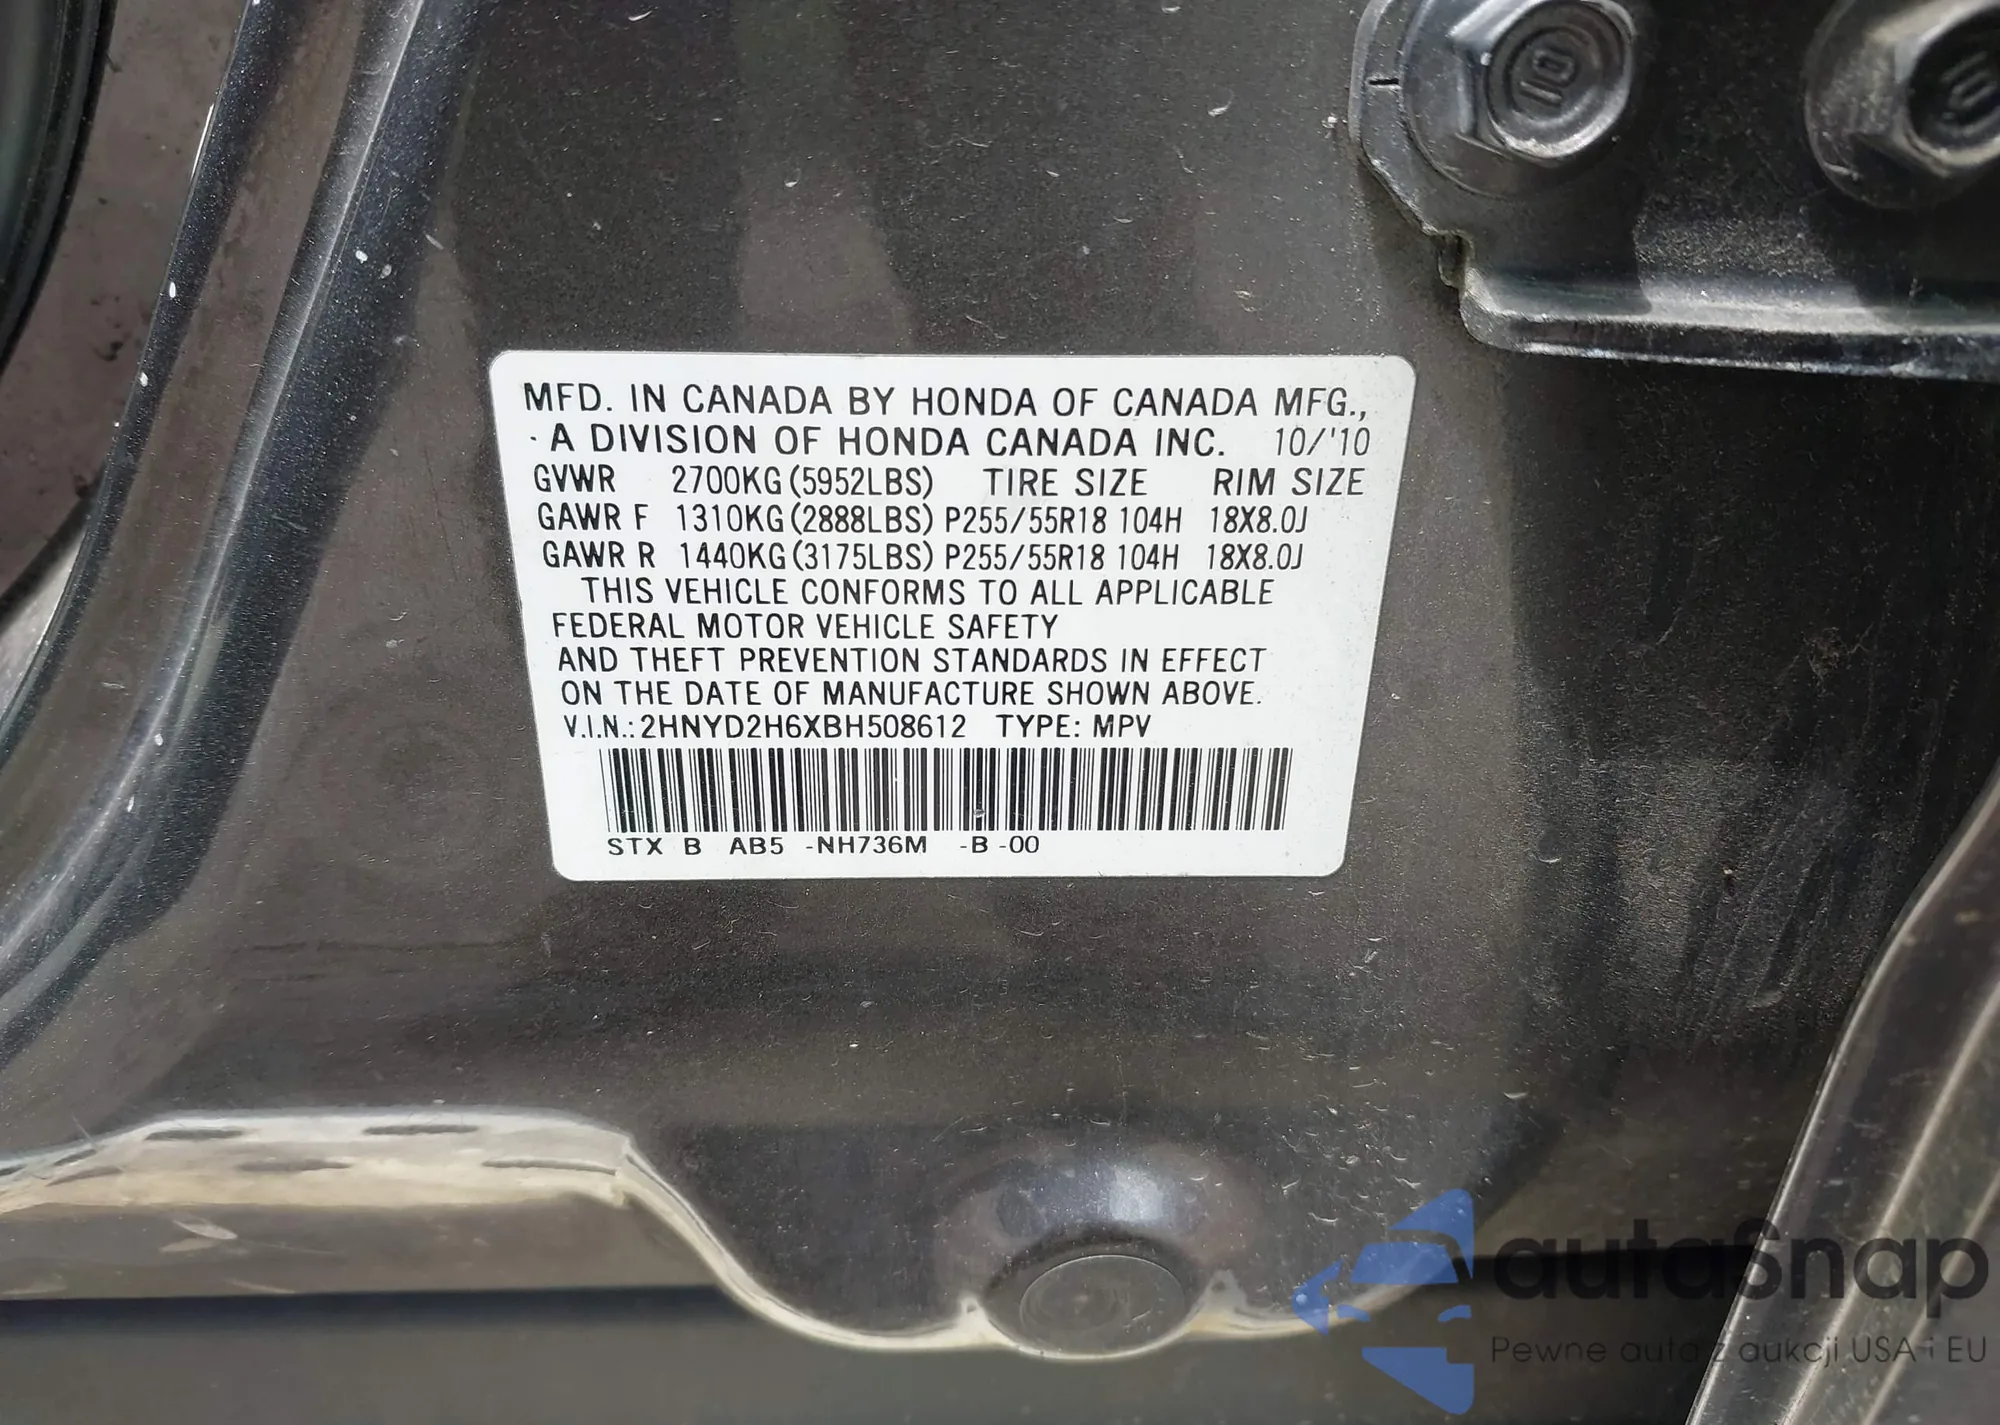 10
MFD. IN CANADA BY HONDA OF CANADA MFG.,
A DIVISION OF HONDA CANADA INC. 10/'10
GVWR 2700KG (5952LBS) TIRE SIZE RIM SIZE
GAWR F 1310KG (2888LBS) P255/55R18 104H 18X8.0J
GAWR R 1440KG (3175LBS) P255/55R18 104H 18X8.0J
THIS VEHICLE CONFORMS TO ALL APPLICABLE
FEDERAL MOTOR VEHICLE SAFETY
AND THEFT PREVENTION STANDARDS IN EFFECT
ON THE DATE OF MANUFACTURE SHOWN ABOVE.
V.I.N.: 2HNYD2H6XBH508612 TYPE: MPV
STX B AB5 -NH736M -B -00
autaSnap
Pewne auta z aukcji USA i EU